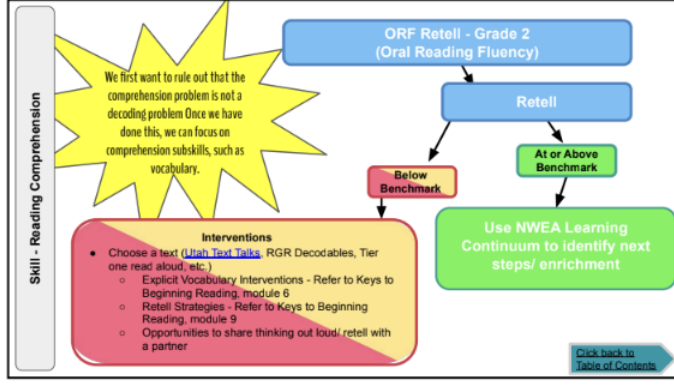 Skill - Reading Comprehension
We first want to rule out that the
comprehension problem is not a
decoding problem Once we have
done this, we can focus on
comprehension subskills, such as
vocabulary.
ORF Retell - Grade 2
(Oral Reading Fluency)
Retell
Below
Benchmark
At or Above
Benchmark
Interventions
● Choose a text (Utah Text Talks, RGR Decodables, Tier
one read aloud, etc.)
○ Explicit Vocabulary Interventions - Refer to Keys to
Beginning Reading, module 6
○ Retell Strategies - Refer to Keys to Beginning
Reading, module 9
○ Opportunities to share thinking out loud/ retell with
a partner
Use NWEA Learning
Continuum to identify next
steps/ enrichment
Click back to
Table of Contents